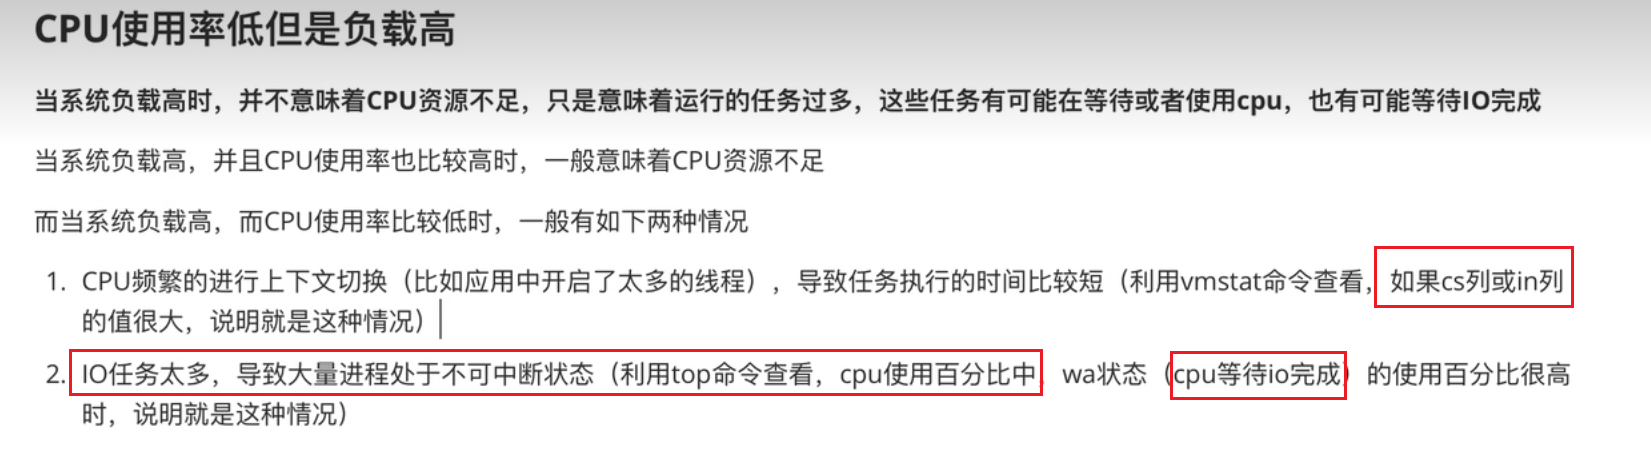 CPU使用率低但是负载高
当系统负载高时，并不意味着CPU资源不足，只是意味着运行的任务过多，这些任务有可能在等待或者使用cpu，也有可能等待IO完成
当系统负载高，并且CPU使用率也比较高时，一般意味着CPU资源不足
而当系统负载高，而CPU使用率比较低时，一般有如下两种情况
1. CPU频繁的进行上下文切换（比如应用中开启了太多的线程），导致任务执行的时间比较短（利用vmstat命令查看，如果cs列或in列
的值很大，说明就是这种情况）
2. IO任务太多，导致大量进程处于不可中断状态（利用top命令查看，cpu使用百分比中，wa状态（cpu等待io完成）的使用百分比很高
时，说明就是这种情况）